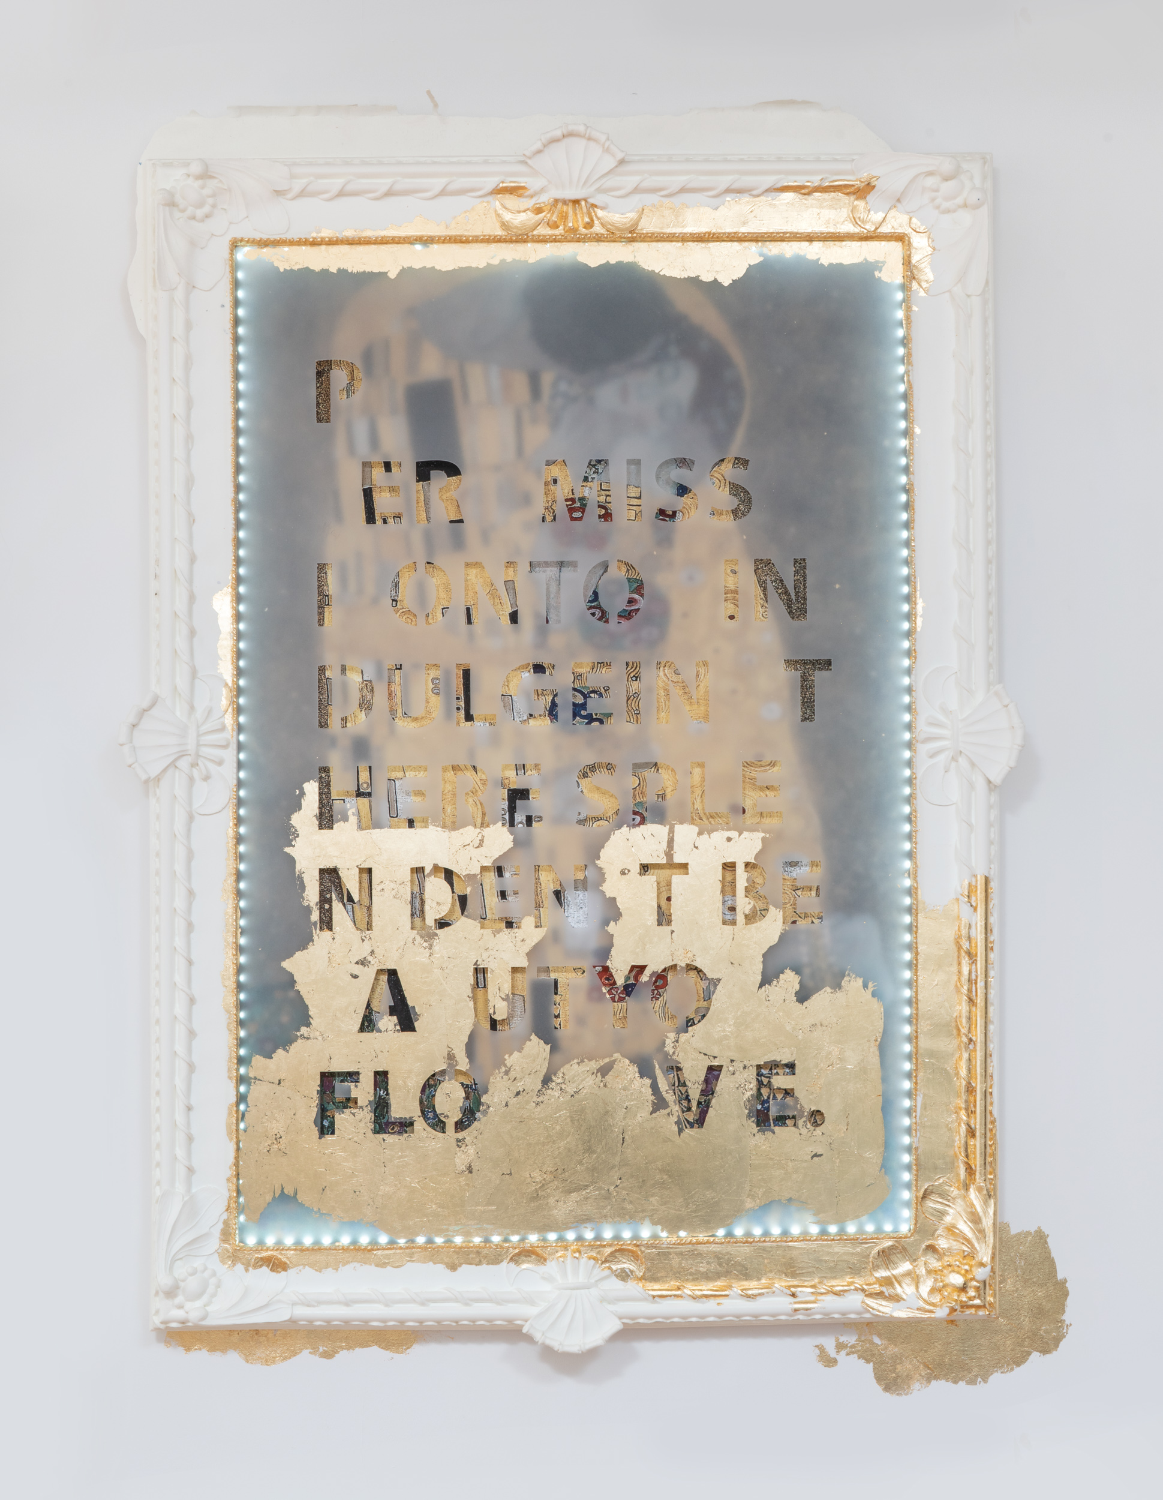 P
ER MISS
I ONTO IN
DULGEIN T
HERE SPLE
N DEN T BE
A UTYO
FLO VE.